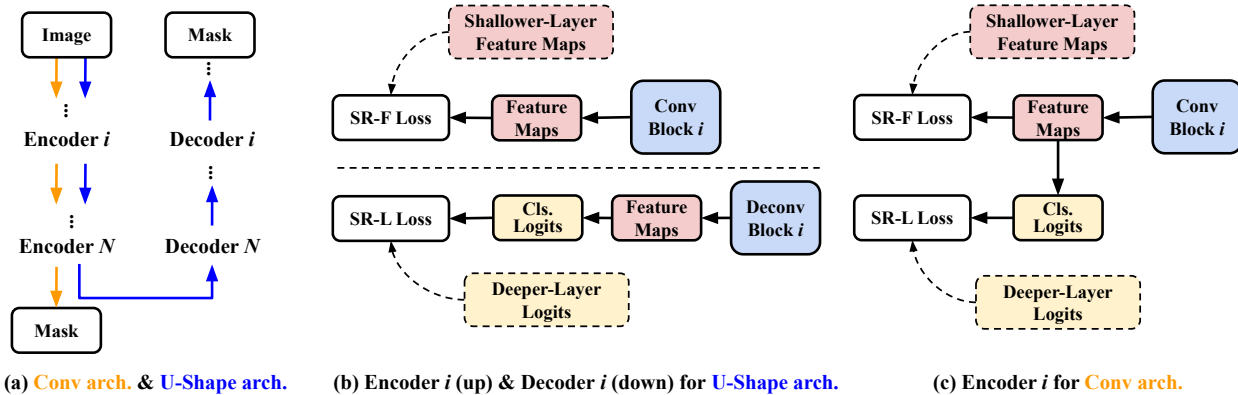 Image
Mask
Encoder i
Decoder i
Encoder N
Decoder N
Mask
(a) Conv arch. & U-Shape arch.
Shallower-Layer
Feature Maps
SR-F Loss
Feature
Maps
Conv
Block i
SR-L Loss
Cls.
Logits
Feature
Maps
Deconv
Block i
Deeper-Layer
Logits
(b) Encoder i (up) & Decoder i (down) for U-Shape arch.
Shallower-Layer
Feature Maps
SR-F Loss
Feature
Maps
Conv
Block i
SR-L Loss
Cls.
Logits
Deeper-Layer
Logits
(c) Encoder i for Conv arch.